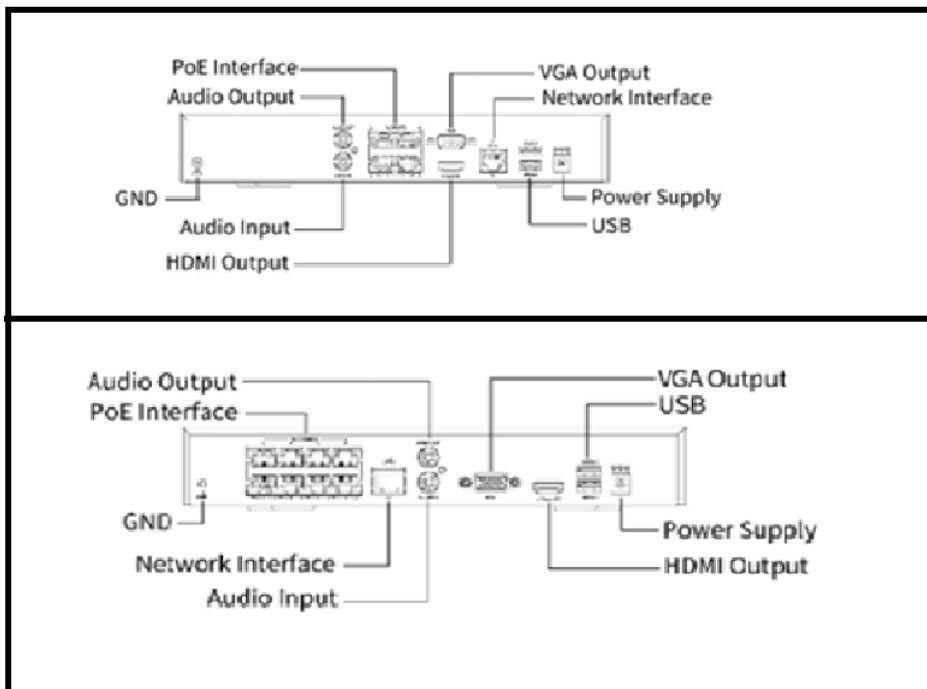 PoE Interface
VGA Output
Audio Output
Network Interface
GND
Power Supply
Audio Input
USB
HDMI Output
Audio Output
VGA Output
PoE Interface
USB
GND
Power Supply
Network Interface
HDMI Output
Audio Input